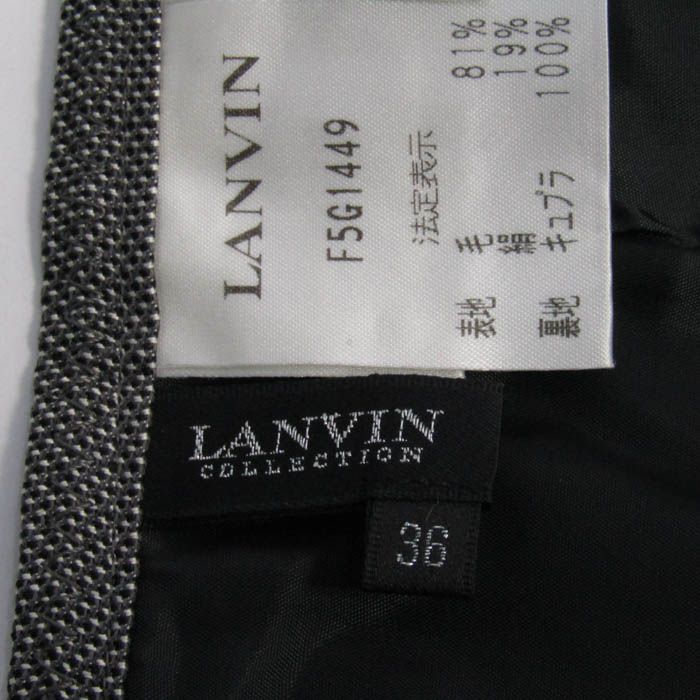 LANVIN
F5G1449
法定表示
表地 毛 81%
絹 19%
裏地 キュプラ 100%
LANVIN
COLLECTION
36